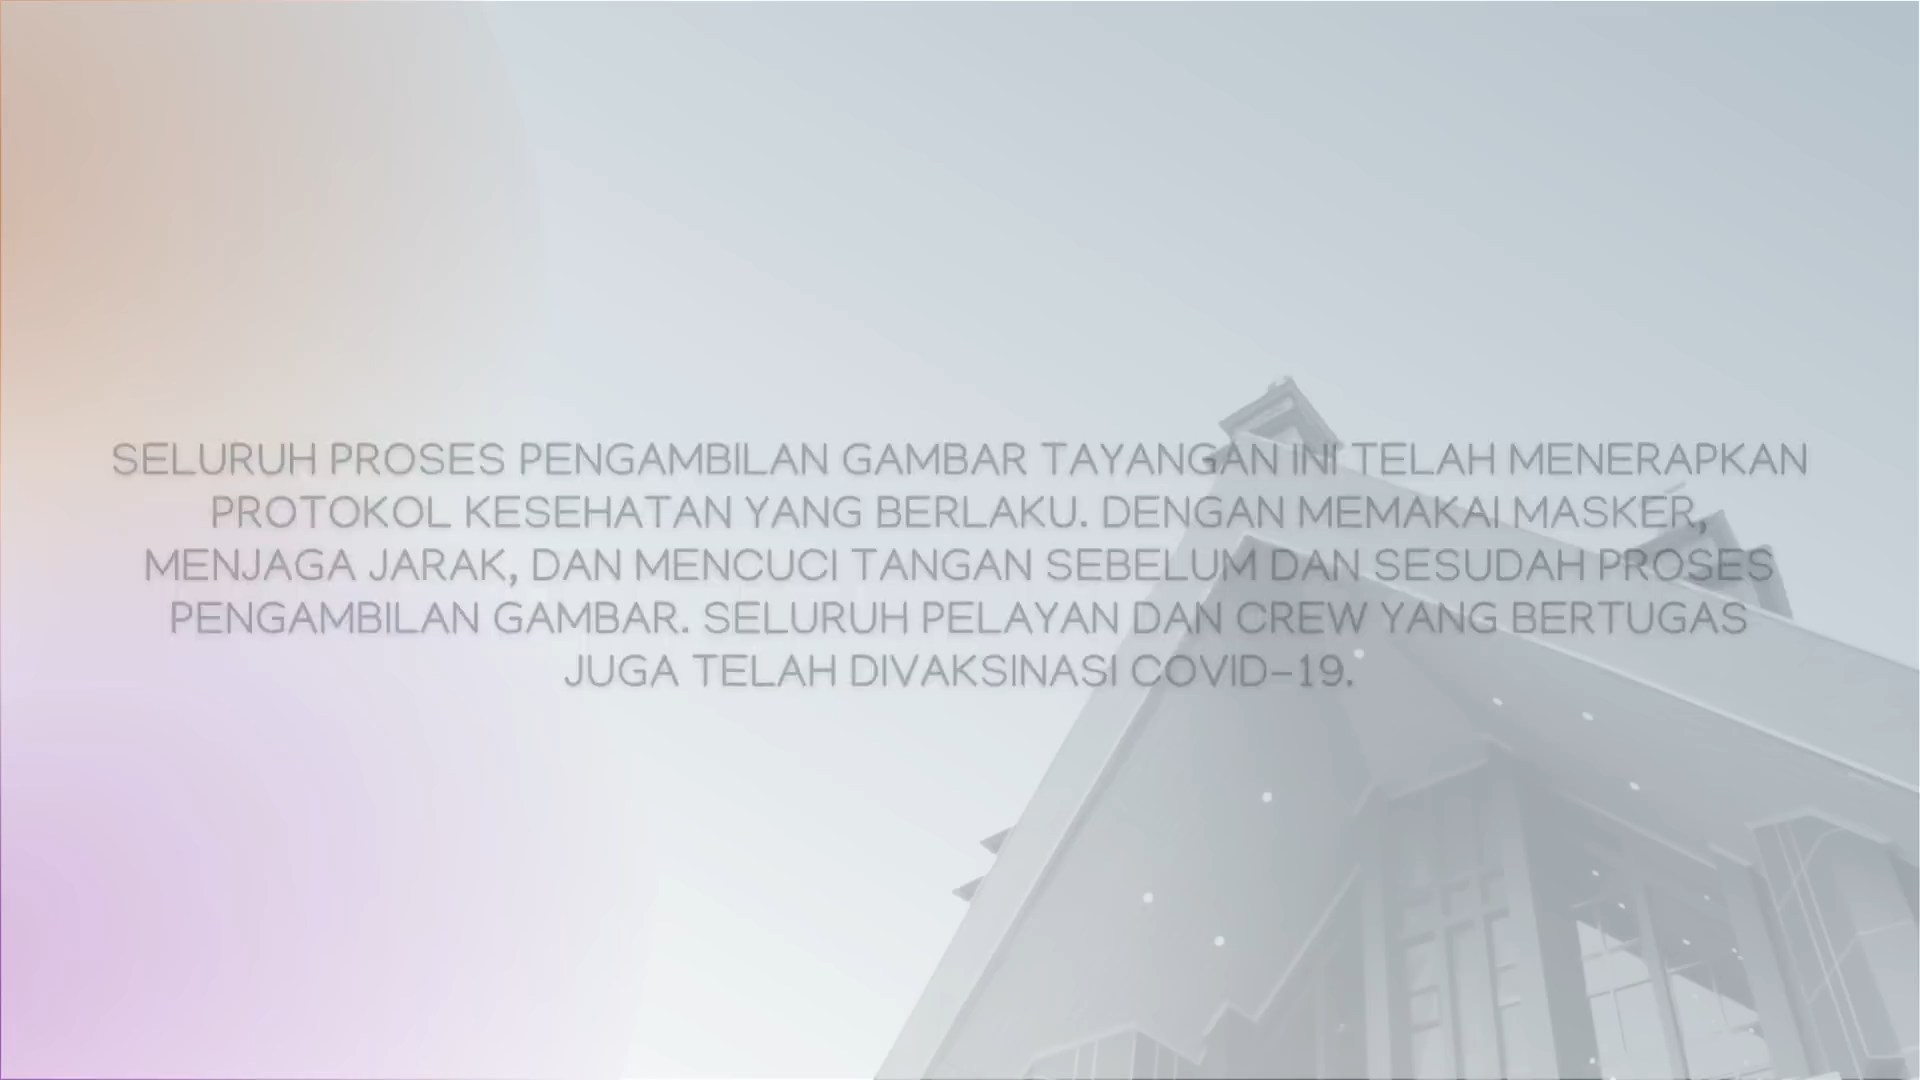 SELURUH PROSES PENGAMBILAN GAMBAR TAYANGAN INI TELAH MENERAPKAN
PROTOKOL KESEHATAN YANG BERLAKU. DENGAN MEMAKAI MASKER,
MENJAGA JARAK, DAN MENCUCI TANGAN SEBELUM DAN SESUDAH PROSES
PENGAMBILAN GAMBAR. SELURUH PELAYAN DAN CREW YANG BERTUGAS
JUGA TELAH DIVAKSINASI COVID-19.